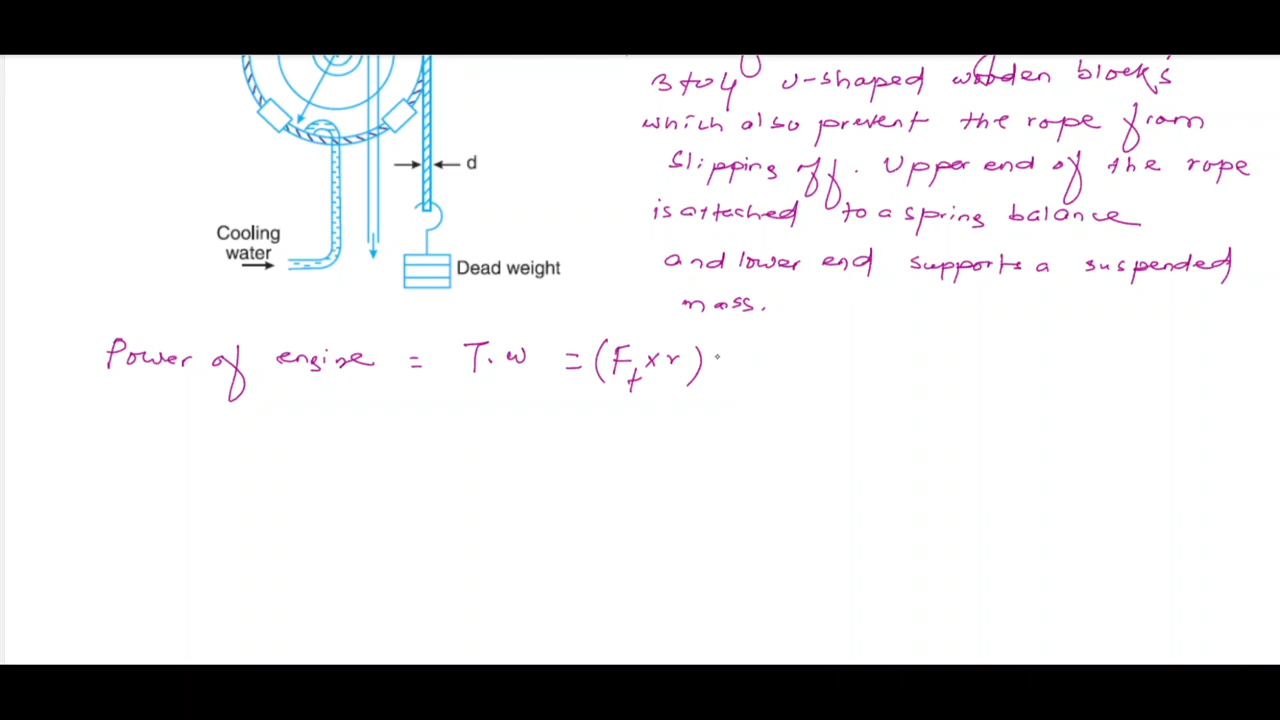 3 to 4 U-shaped wooden blocks
which also prevent the rope from
slipping off. Upper end of the rope
is attached to a spring balance
and lower end supports a suspended
mass.
d
Cooling
water
Dead weight
Power of engine = T.ω = (Ft × r) .